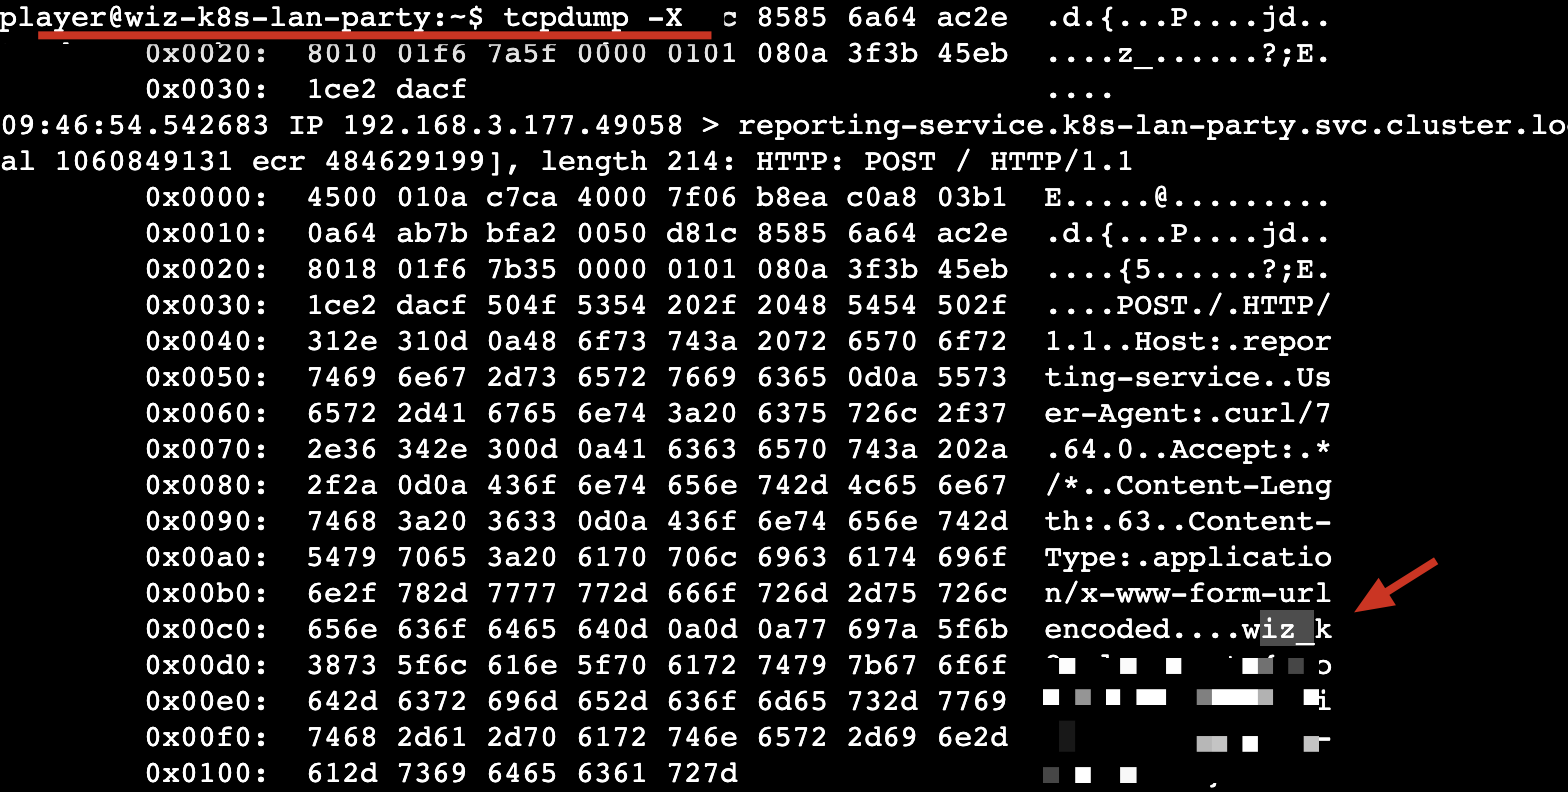 player@wiz-k8s-lan-party:~$ tcpdump -X c 8585 6a64 ac2e .d.{...P....jd..
0x0020: 8010 01f6 7a5f 0000 0101 080a 3f3b 45eb ....z_......?;E.
0x0030: 1ce2 dacf ....
09:46:54.542683 IP 192.168.3.177.49058 > reporting-service.k8s-lan-party.svc.cluster.lo
al 1060849131 ecr 484629199], length 214: HTTP: POST / HTTP/1.1
0x0000: 4500 010a c7ca 4000 7f06 b8ea c0a8 03b1 E.....@.........
0x0010: 0a64 ab7b bfa2 0050 d81c 8585 6a64 ac2e .d.{...P....jd..
0x0020: 8018 01f6 7b35 0000 0101 080a 3f3b 45eb ....{5......?;E.
0x0030: 1ce2 dacf 504f 5354 202f 2048 5454 502f ....POST./.HTTP/
0x0040: 312e 310d 0a48 6f73 743a 2072 6570 6f72 1.1..Host:.repor
0x0050: 7469 6e67 2d73 6572 7669 6365 0d0a 5573 ting-service..Us
0x0060: 6572 2d41 6765 6e74 3a20 6375 726c 2f37 er-Agent:.curl/7
0x0070: 2e36 342e 300d 0a41 6363 6570 743a 202a .64.0..Accept:.*
0x0080: 2f2a 0d0a 436f 6e74 656e 742d 4c65 6e67 /*..Content-Leng
0x0090: 7468 3a20 3633 0d0a 436f 6e74 656e 742d th:.63..Content-
0x00a0: 5479 7065 3a20 6170 706c 6963 6174 696f Type:.applicatio
0x00b0: 6e2f 782d 7777 772d 666f 726d 2d75 726c n/x-www-form-url
0x00c0: 656e 636f 6465 640d 0a0d 0a77 697a 5f6b encoded....wiz_k
0x00d0: 3873 5f6c 616e 5f70 6172 7479 7b67 6f6f
0x00e0: 642d 6372 696d 652d 636f 6d65 732d 7769
0x00f0: 7468 2d61 2d70 6172 746e 6572 2d69 6e2d
0x0100: 612d 7369 6465 6361 727d